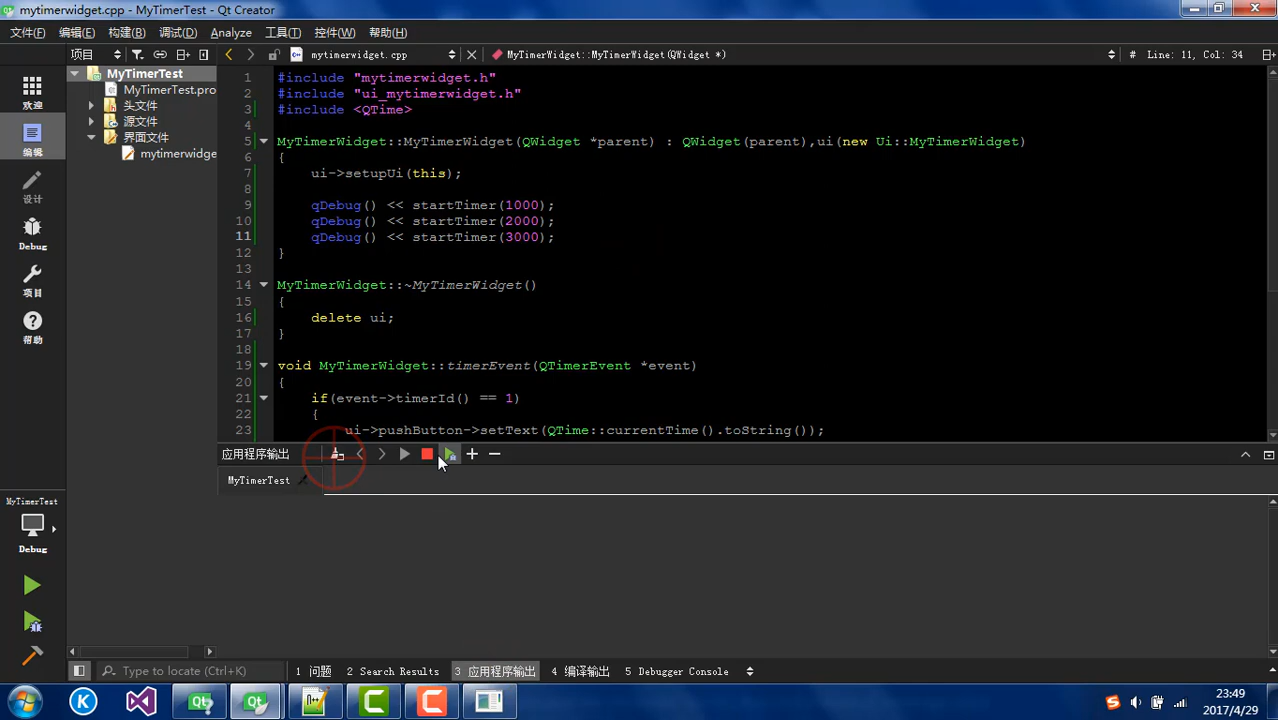 mytimerwidget.cpp - MyTimerTest - Qt Creator
文件(F) 编辑(E) 构建(B) 调试(D) Analyze 工具(T) 控件(W) 帮助(H)
项目 mytimerwidget.cpp MyTimerWidget::MyTimerWidget(QWidget *) # Line: 11, Col: 34
MyTimerTest
MyTimerTest.pro
头文件
源文件
界面文件
mytimerwidge
欢迎
编辑
设计
Debug
项目
帮助
MyTimerTest
Debug
1 #include "mytimerwidget.h"
2 #include "ui_mytimerwidget.h"
3 #include <QTime>
4
5 MyTimerWidget::MyTimerWidget(QWidget *parent) : QWidget(parent),ui(new Ui::MyTimerWidget)
6 {
7 ui->setupUi(this);
8
9 qDebug() << startTimer(1000);
10 qDebug() << startTimer(2000);
11 qDebug() << startTimer(3000);
12 }
13
14 MyTimerWidget::~MyTimerWidget()
15 {
16 delete ui;
17 }
18
19 void MyTimerWidget::timerEvent(QTimerEvent *event)
20 {
21 if(event->timerId() == 1)
22 {
23 ui->pushButton->setText(QTime::currentTime().toString());
应用程序输出
MyTimerTest
Type to locate (Ctrl+K) 1 问题 2 Search Results 3 应用程序输出 4 编译输出 5 Debugger Console
23:49
2017/4/29